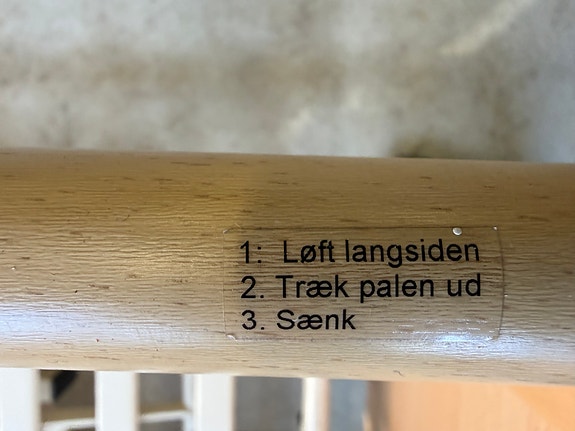 1: Løft langsiden
2. Træk palen ud
3. Sænk